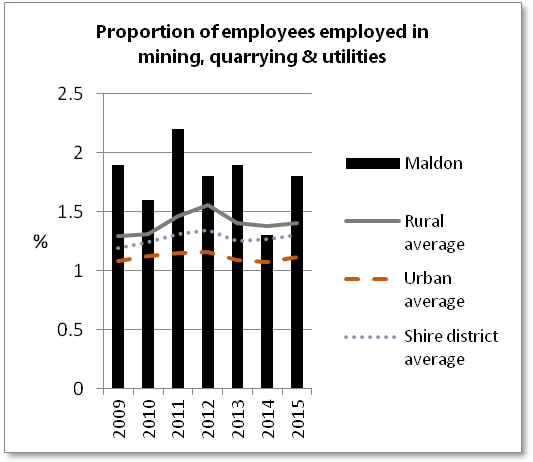 Proportion of employees employed in
mining, quarrying & utilities
2.5
2
1.5
1
0.5
0
%
2009
2010
2011
2012
2013
2014
2015
Maldon
Rural
average
Urban
average
Shire district
average